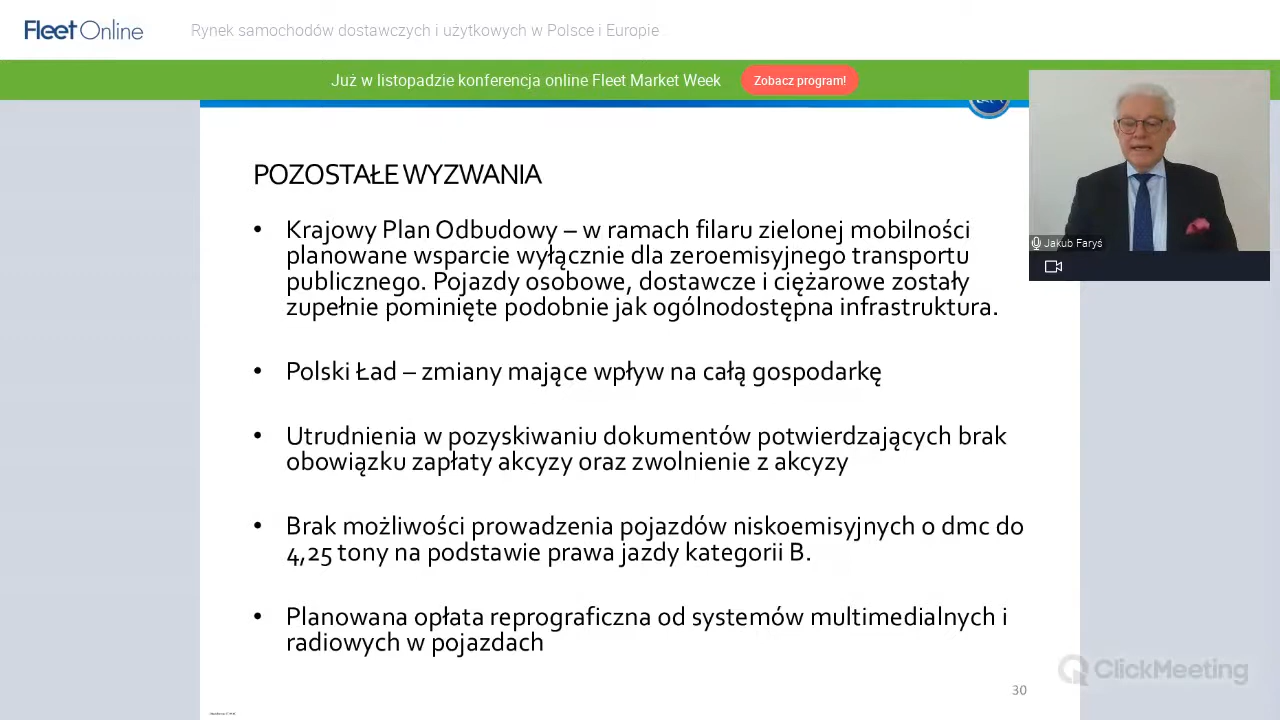 Fleet Online
Rynek samochodów dostawczych i użytkowych w Polsce i Europie
Już w listopadzie konferencja online Fleet Market Week
Zobacz program!
Jakub Faryś
POZOSTAŁE WYZWANIA
• Krajowy Plan Odbudowy – w ramach filaru zielonej mobilności
planowane wsparcie wyłącznie dla zeroemisyjnego transportu
publicznego. Pojazdy osobowe, dostawcze i ciężarowe zostały
zupełnie pominięte podobnie jak ogólnodostępna infrastruktura.
• Polski Ład – zmiany mające wpływ na całą gospodarkę
• Utrudnienia w pozyskiwaniu dokumentów potwierdzających brak
obowiązku zapłaty akcyzy oraz zwolnienie z akcyzy
• Brak możliwości prowadzenia pojazdów niskoemisyjnych o dmc do
4,25 tony na podstawie prawa jazdy kategorii B.
• Planowana opłata reprograficzna od systemów multimedialnych i
radiowych w pojazdach
ClickMeeting
30